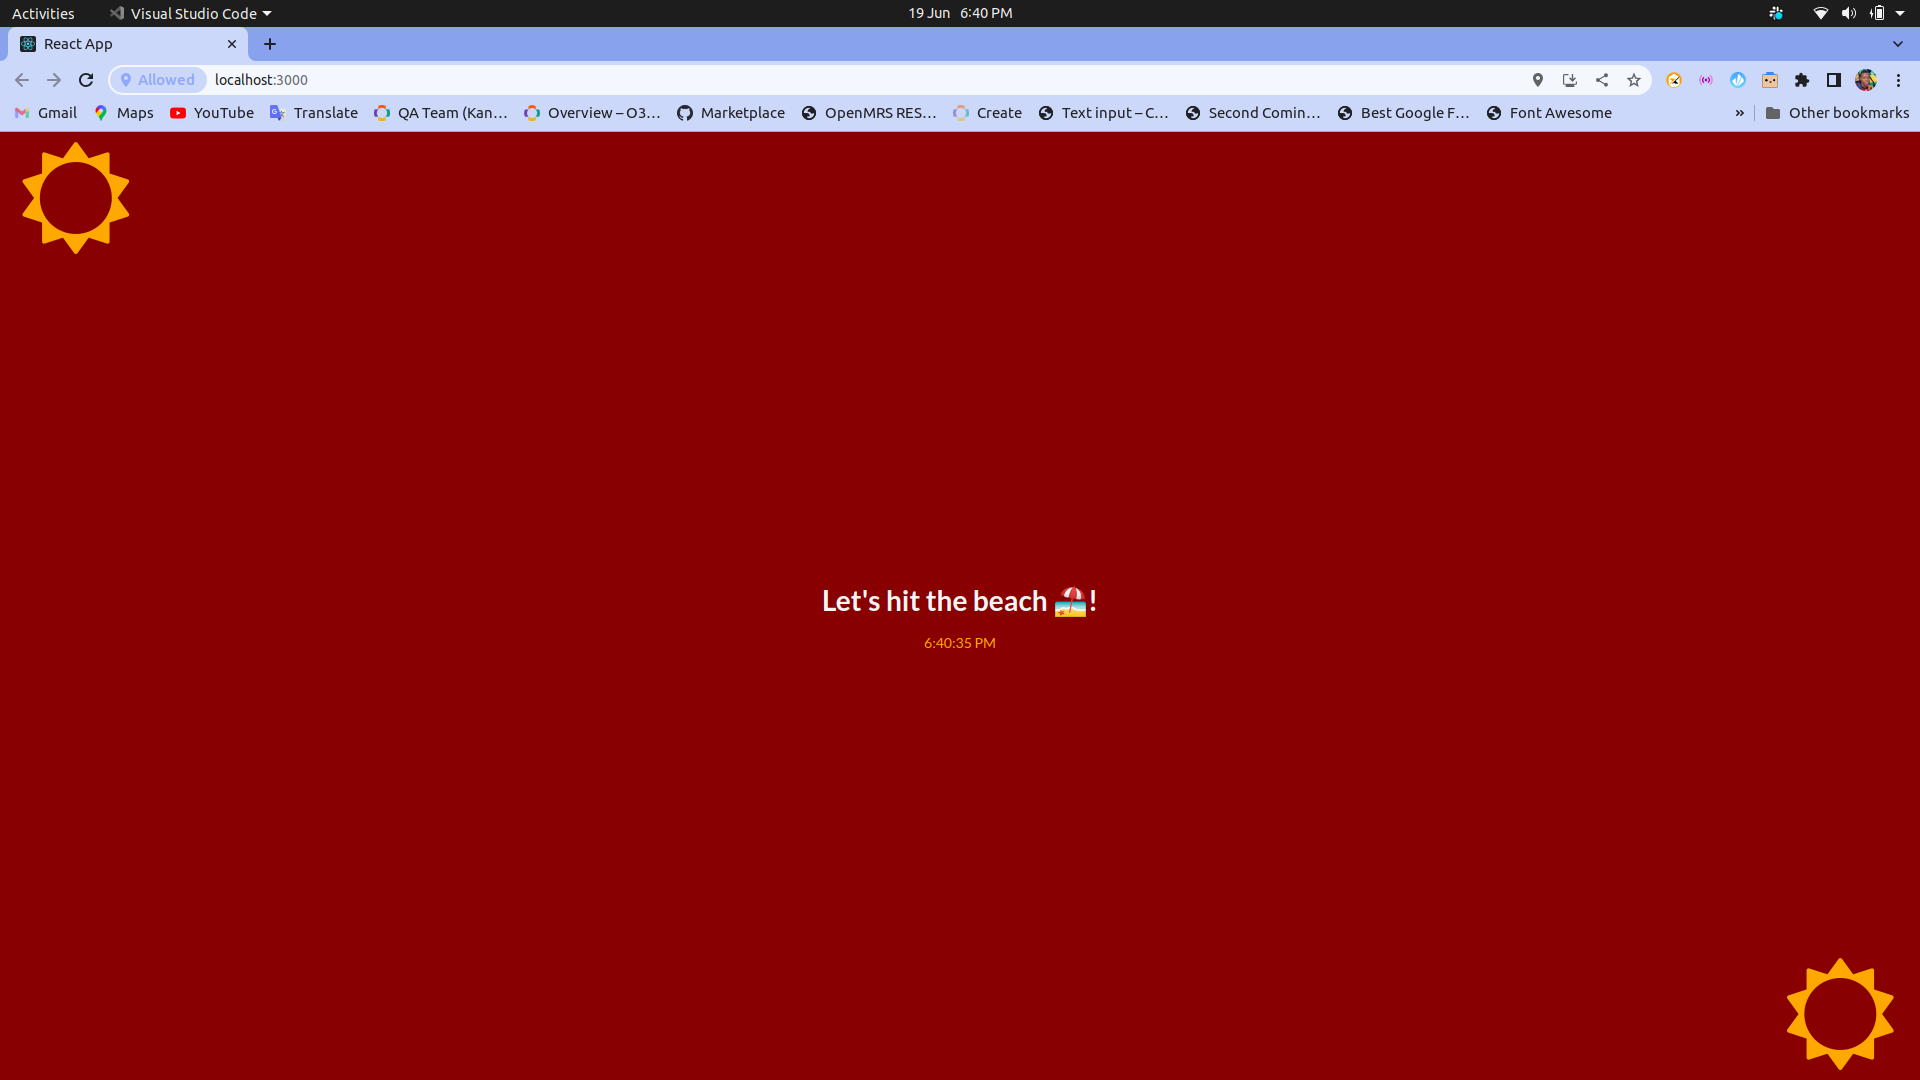 Activities Visual Studio Code 19 Jun 6:40 PM
React App
Allowed localhost:3000
Gmail Maps YouTube Translate QA Team (Kan... Overview – O3... Marketplace OpenMRS RES... Create Text input – C... Second Comin... Best Google F... Font Awesome » Other bookmarks
Let's hit the beach 🏖️!
6:40:35 PM